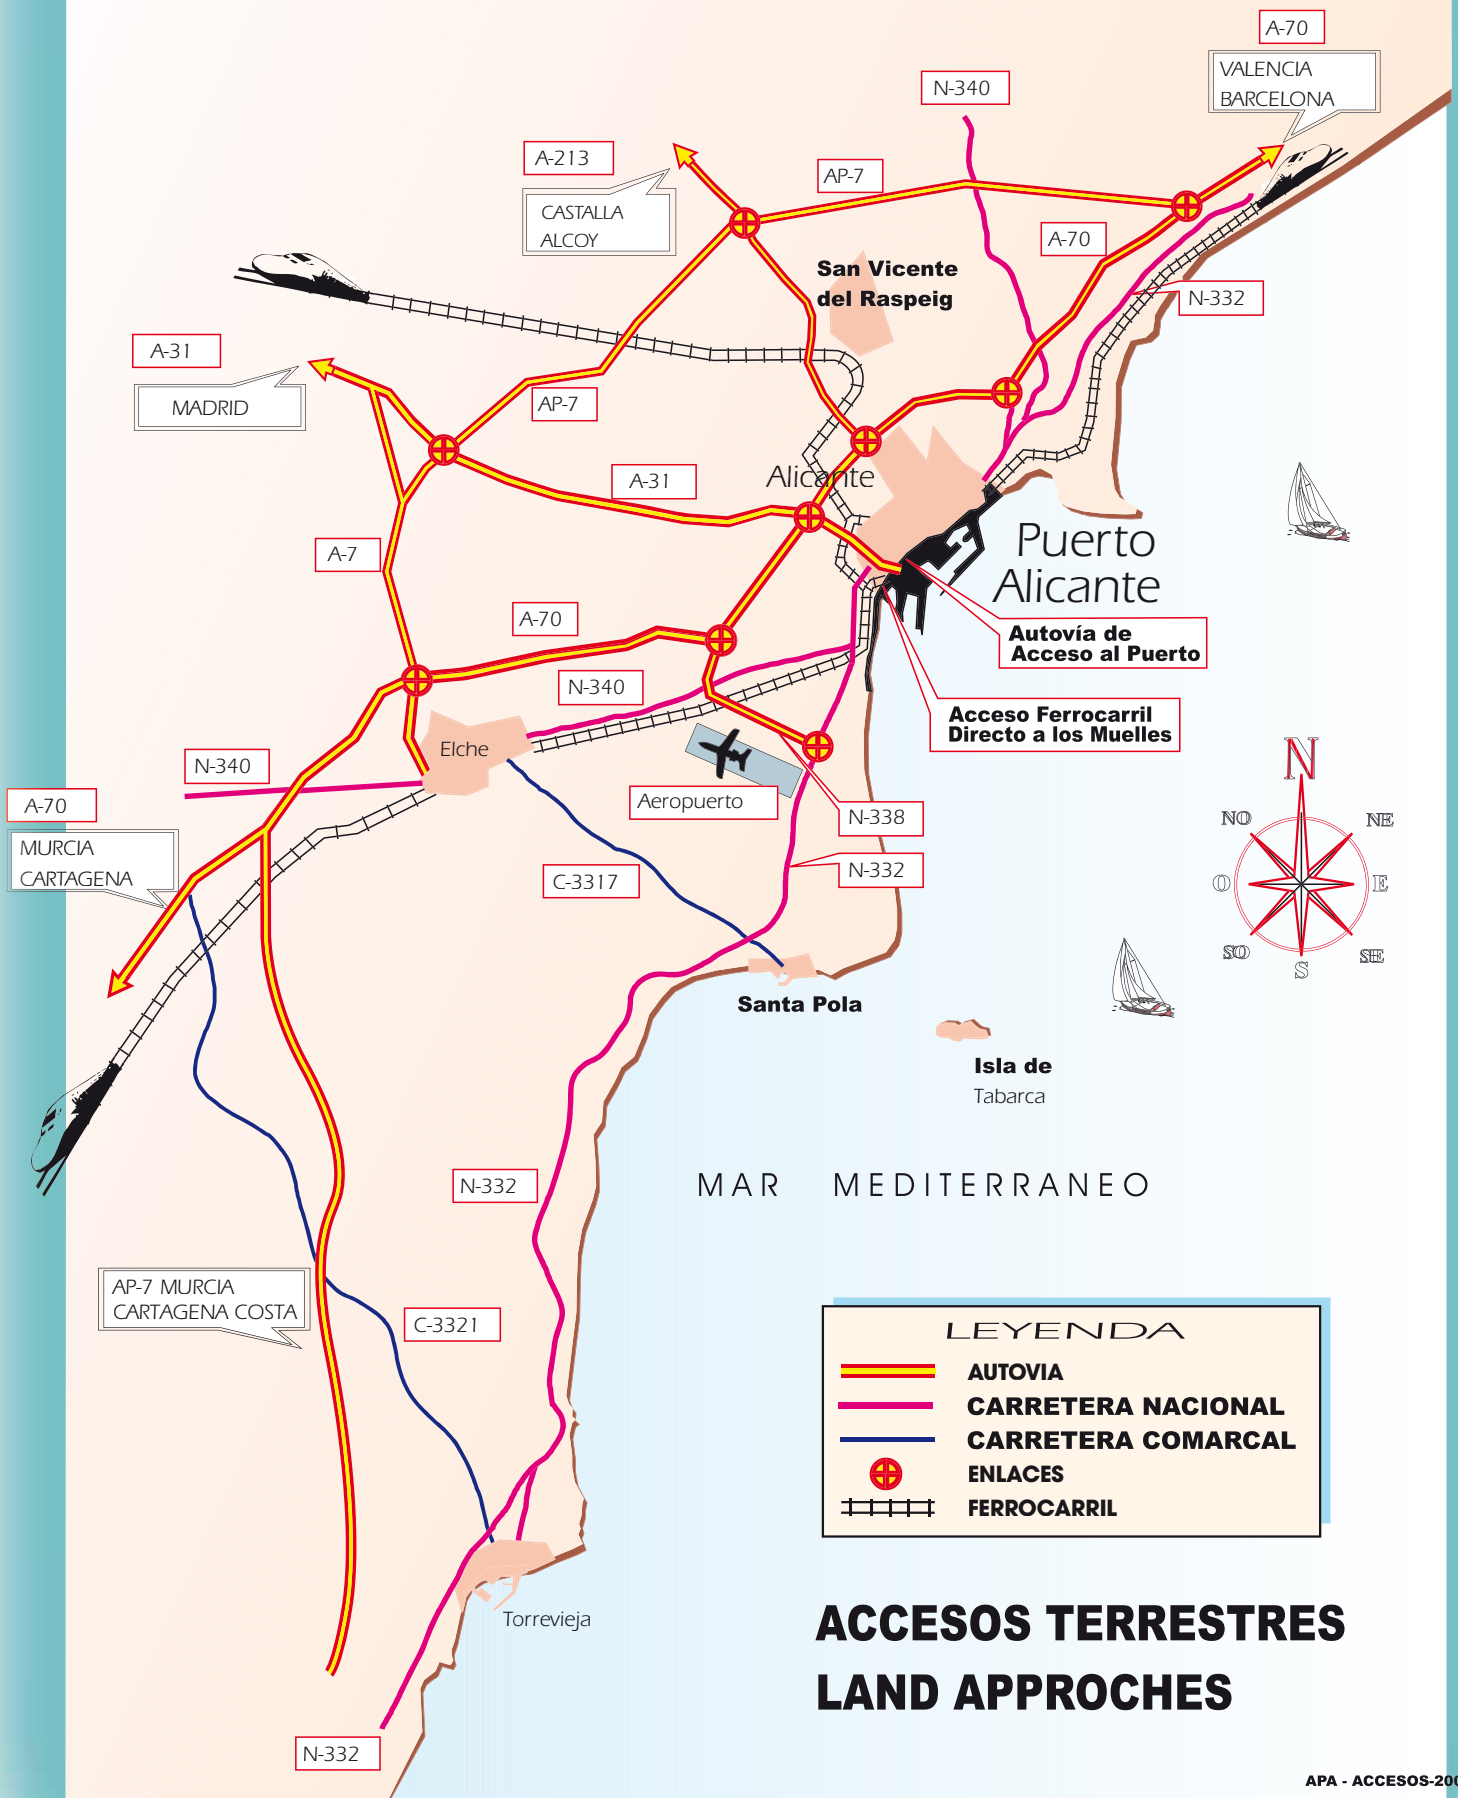 A-70
VALENCIA
BARCELONA
N-340
A-213
CASTALLA
ALCOY
AP-7
A-70
San Vicente
del Raspeig
N-332
A-31
MADRID
AP-7
A-31
Alicante
A-7
Puerto
Alicante
A-70
Autovía de
Acceso al Puerto
N-340
Acceso Ferrocarril
Directo a los Muelles
Elche
N-340
A-70
MURCIA
CARTAGENA
Aeropuerto
N-338
N-332
C-3317
N
NO
NE
O
E
SO
SE
S
Santa Pola
Isla de
Tabarca
MAR MEDITERRANEO
N-332
AP-7 MURCIA
CARTAGENA COSTA
C-3321
LEYENDA
AUTOVIA
CARRETERA NACIONAL
CARRETERA COMARCAL
ENLACES
FERROCARRIL
Torrevieja
ACCESOS TERRESTRES
LAND APPROCHES
N-332
APA - ACCESOS-200